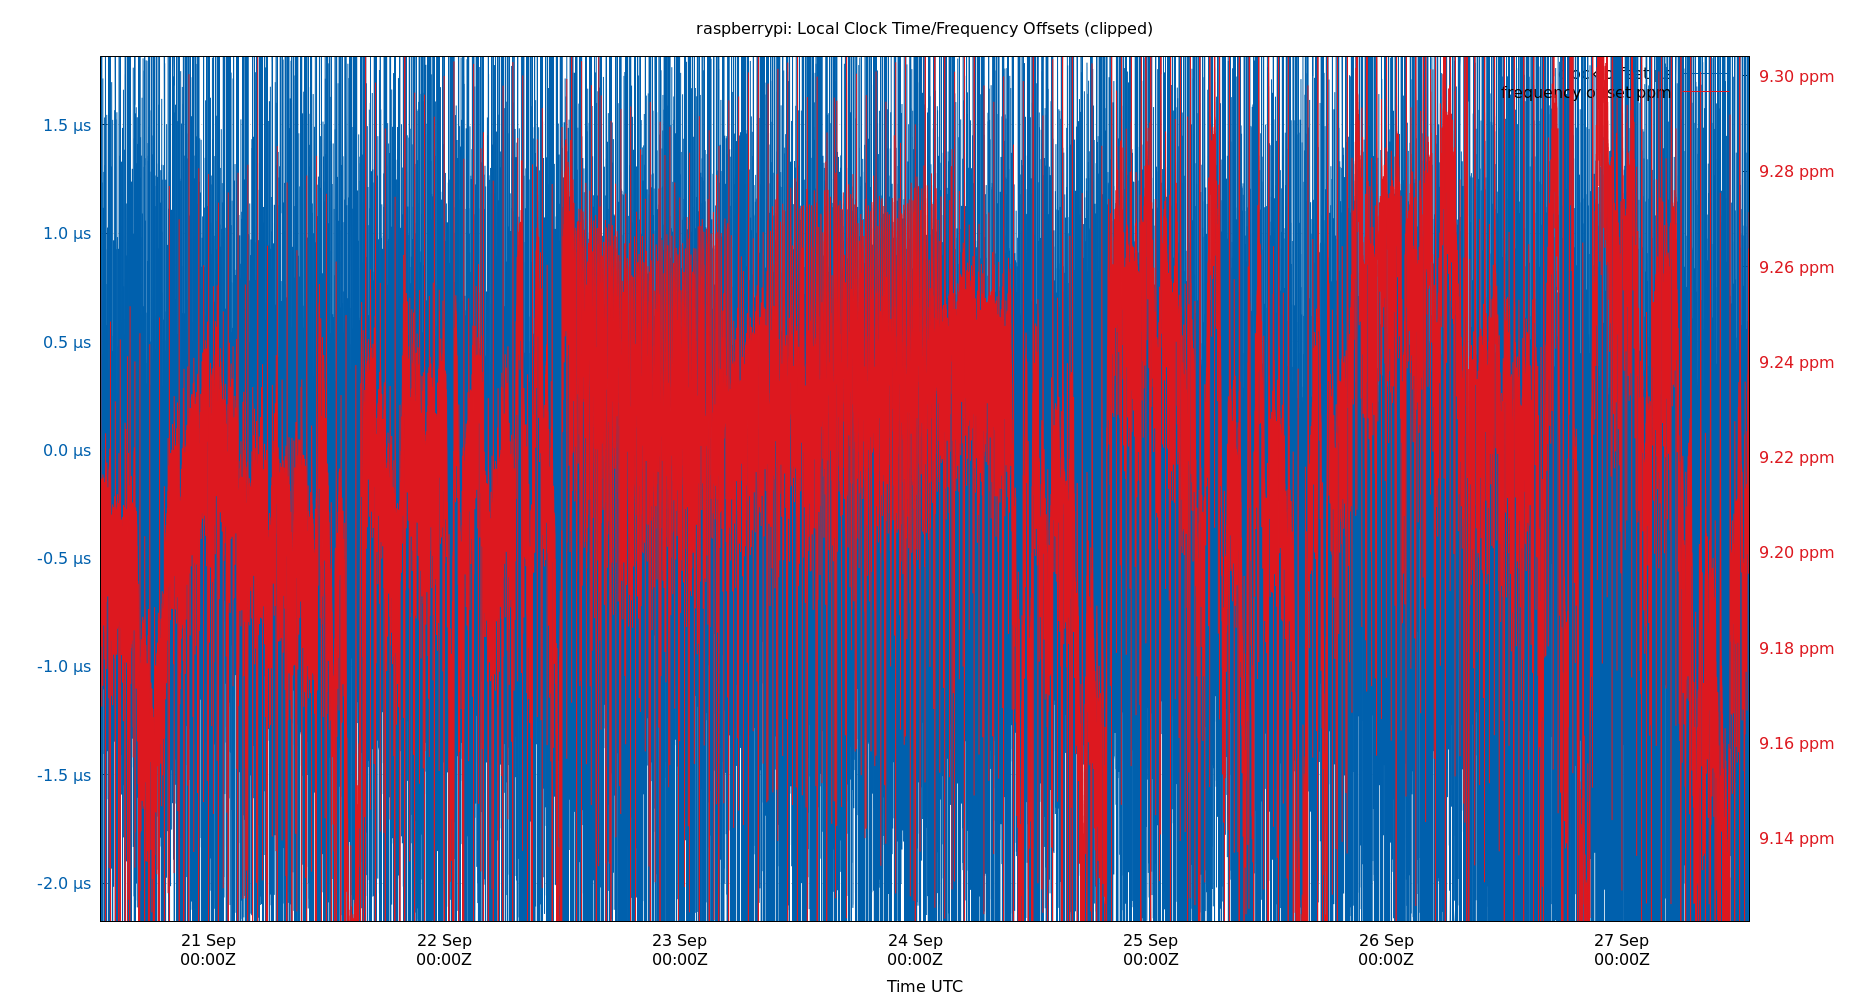 raspberrypi: Local Clock Time/Frequency Offsets (clipped)
frequency offset ppm
1.5 µs
1.0 µs
0.5 µs
0.0 µs
-0.5 µs
-1.0 µs
-1.5 µs
-2.0 µs
9.30 ppm
9.28 ppm
9.26 ppm
9.24 ppm
9.22 ppm
9.20 ppm
9.18 ppm
9.16 ppm
9.14 ppm
21 Sep 22 Sep 23 Sep 24 Sep 25 Sep 26 Sep 27 Sep
00:00Z 00:00Z 00:00Z 00:00Z 00:00Z 00:00Z 00:00Z
Time UTC